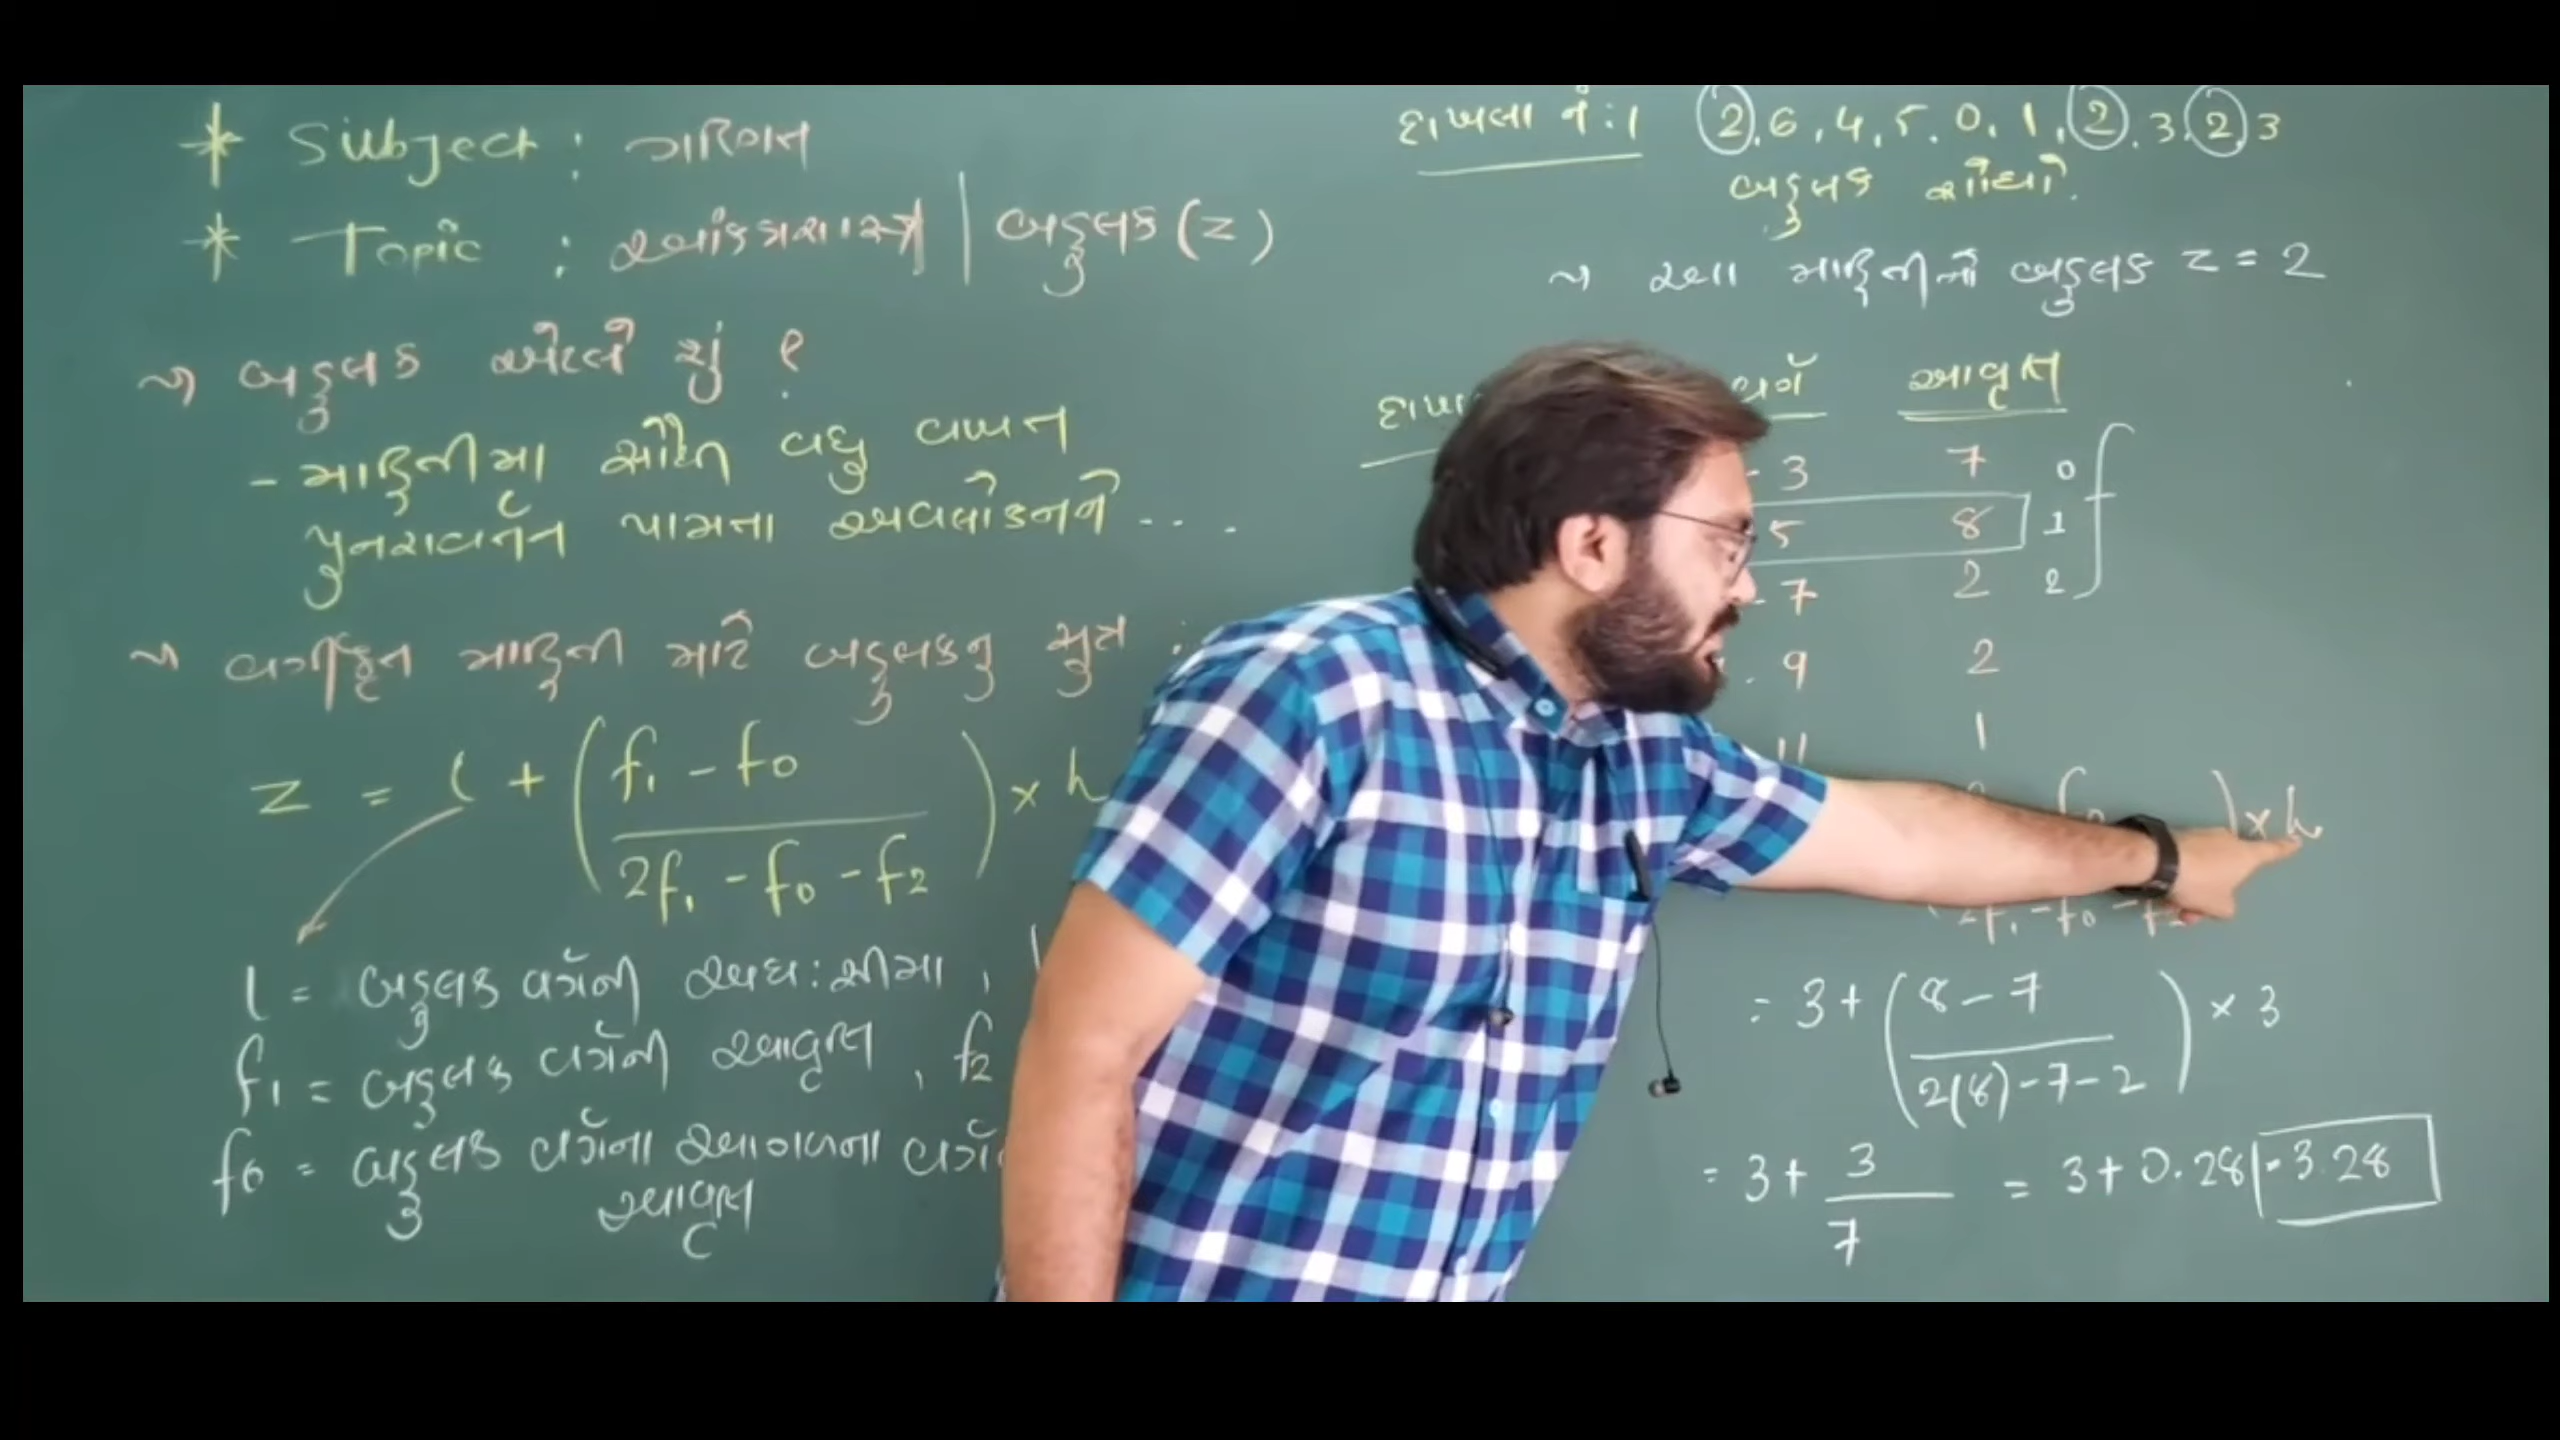 * Subject : ગણિત
* Topic : આંકડાશાસ્ત્ર | બહુલક (z)
→ બહુલક એટલે શું ?
- માહિતીમા સૌથી વધુ વખત
પુનરાવર્તન પામતા અવલોકનને ...
→ વર્ગીકૃત માહિતી માટે બહુલકનુ સુત્ર :
z = l + (f₁ - f₀ / 2f₁ - f₀ - f₂) × h
l = બહુલક વર્ગની અધ:સીમા ,
f₁ = બહુલક વર્ગની આવૃત્તિ , f₂
f₀ = બહુલક વર્ગના આગળના
આવૃત્તિ
દાખલા નં : 1 2, 6, 4, 5, 0, 1, 2, 3, 2, 3
બહુલક શોધો.
→ આ માહિતીનો બહુલક z = 2
વર્ગ આવૃત્તિ
- 3 7 0
5 8 1 f
- 7 2 2
- 9 2
11 1
) × h
2f₁ - f₀ - f₂
= 3 + (8 - 7 / 2(8) - 7 - 2) × 3
= 3 + 3/7 = 3 + 0.28 = 3.28